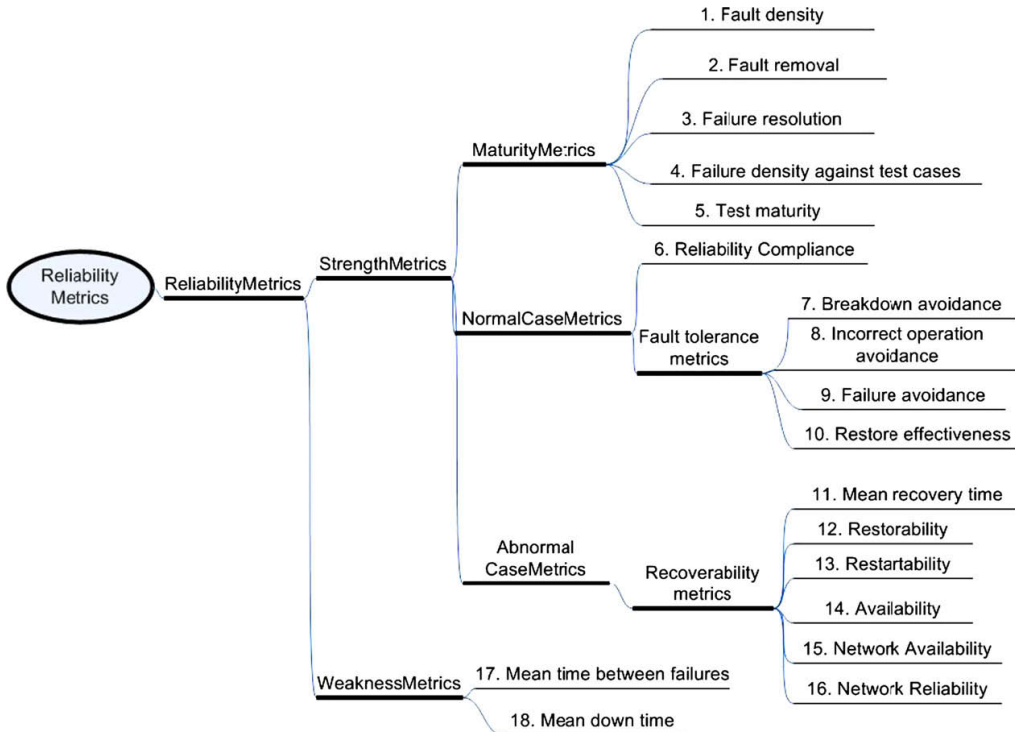 1. Fault density
2. Fault removal
3. Failure resolution
MaturityMetrics
4. Failure density against test cases
5. Test maturity
6. Reliability Compliance
StrengthMetrics
Reliability
Metrics
ReliabilityMetrics
NormalCaseMetrics
7. Breakdown avoidance
Fault tolerance
metrics
8. Incorrect operation
avoidance
9. Failure avoidance
10. Restore effectiveness
11. Mean recovery time
12. Restorability
Abnormal
CaseMetrics
13. Restartability
Recoverability
metrics
14. Availability
15. Network Availability
16. Network Reliability
WeaknessMetrics
17. Mean time between failures
18. Mean down time